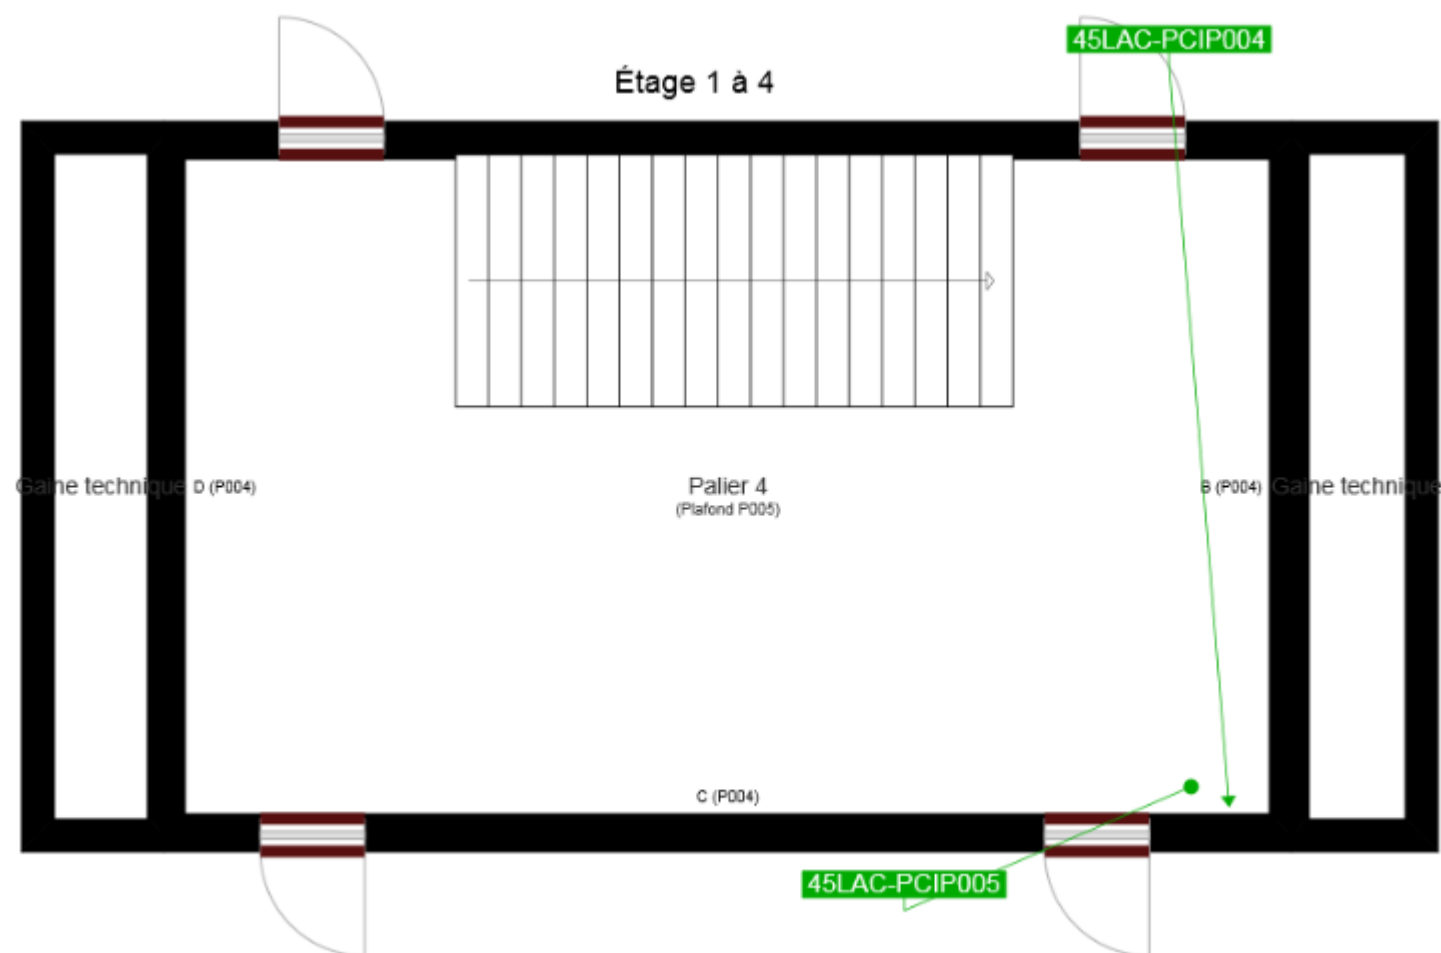 45LAC-PCIP004
Étage 1 à 4
Gaine technique
D (P004)
Palier 4
(Plafond P005)
B (P004)
Gaine technique
C (P004)
45LAC-PCIP005